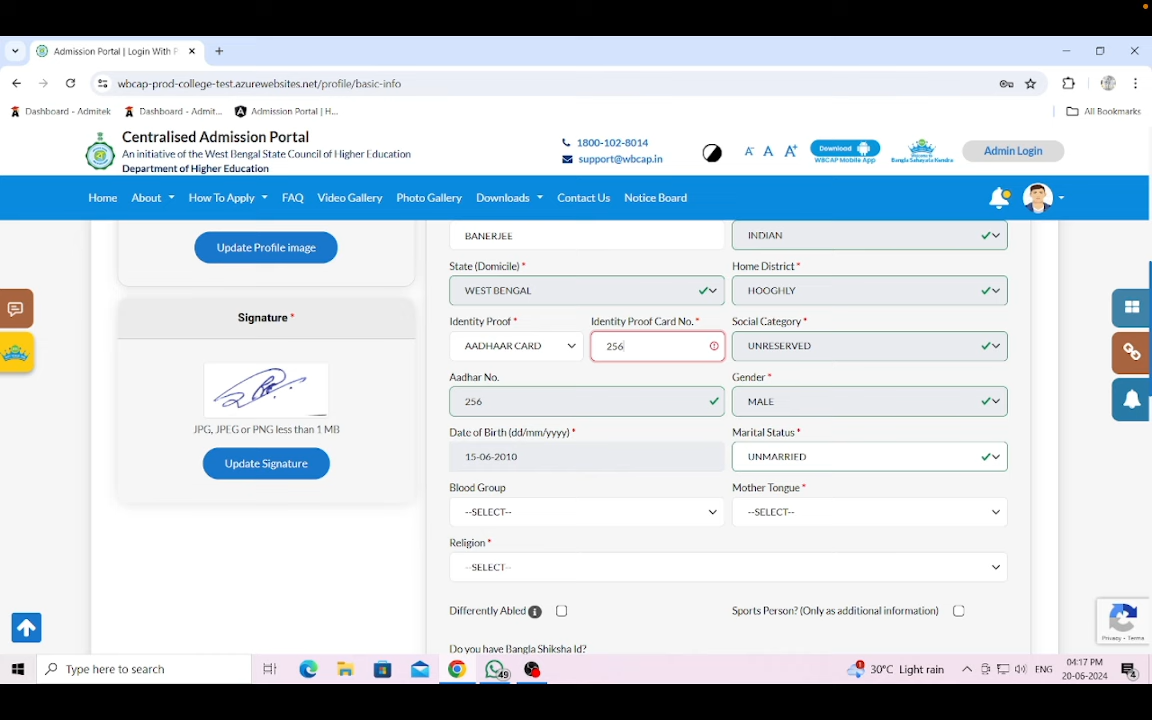 Admission Portal | Login With P
wbcap-prod-college-test.azurewebsites.net/profile/basic-info
Dashboard - Admitek
Dashboard - Admit...
Admission Portal | H...
All Bookmarks
Centralised Admission Portal
An initiative of the West Bengal State Council of Higher Education
Department of Higher Education
1800-102-8014
support@wbcap.in
A-
A
A+
Download
WBCAP Mobile App
Bangla Sahayata Kendra
Admin Login
Home
About
How To Apply
FAQ
Video Gallery
Photo Gallery
Downloads
Contact Us
Notice Board
Update Profile image
Signature *
JPG, JPEG or PNG less than 1 MB
Update Signature
BANERJEE
INDIAN
State (Domicile) *
Home District *
WEST BENGAL
HOOGHLY
Identity Proof *
Identity Proof Card No. *
Social Category *
AADHAAR CARD
256
UNRESERVED
Aadhar No.
Gender *
256
MALE
Date of Birth (dd/mm/yyyy) *
Marital Status *
15-06-2010
UNMARRIED
Blood Group
Mother Tongue *
--SELECT--
--SELECT--
Religion *
--SELECT--
Differently Abled
Sports Person? (Only as additional information)
Do you have Bangla Shiksha Id?
Privacy - Terms
Type here to search
49
30°C Light rain
ENG
04:17 PM
20-06-2024
4